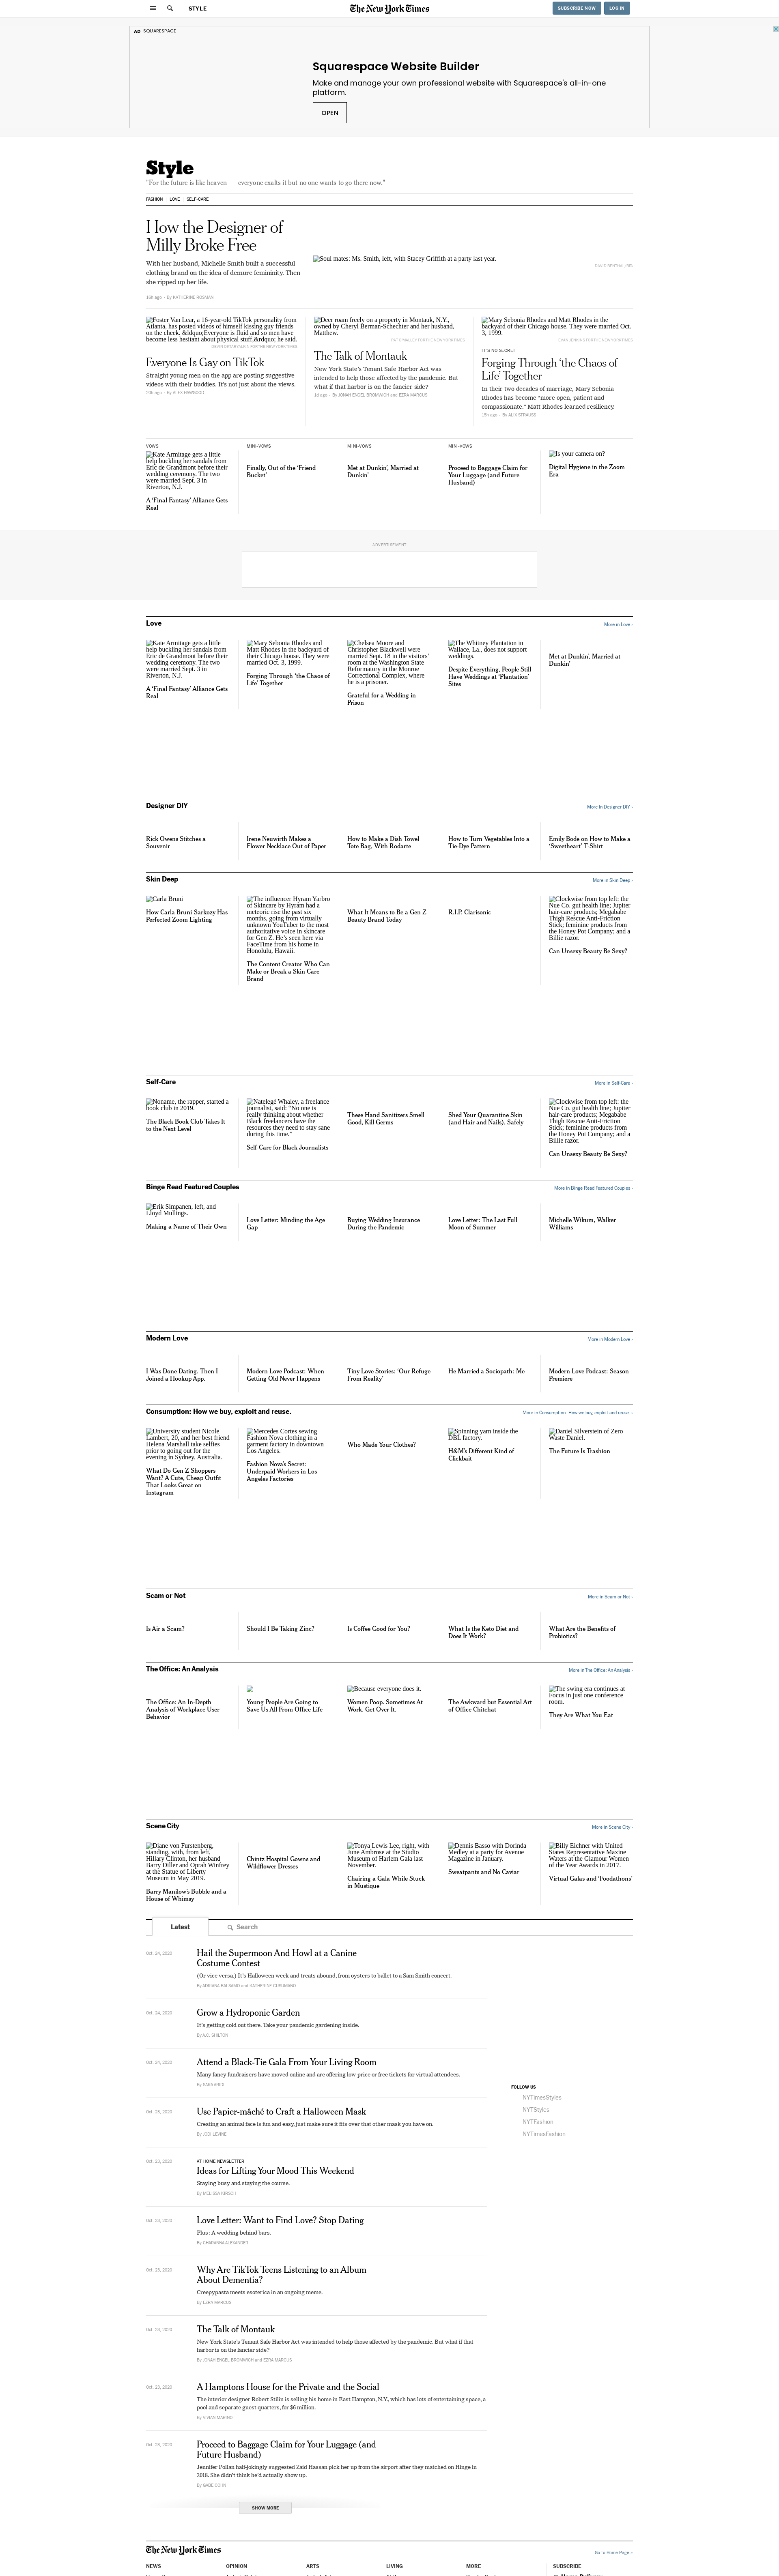 STYLE
The New York Times
SUBSCRIBE NOW
LOG IN
AD SQUARESPACE
Squarespace Website Builder
Make and manage your own professional website with Squarespace's all-in-one
platform.
OPEN
Style
"For the future is like heaven — everyone exalts it but no one wants to go there now."
FASHION LOVE SELF-CARE
How the Designer of
Milly Broke Free
With her husband, Michelle Smith built a successful
clothing brand on the idea of demure femininity. Then
she ripped up her life.
Soul mates: Ms. Smith, left, with Stacey Griffith at a party last year.
Foster Van Lear, a 16-year-old TikTok personality from
Atlanta, has posted videos of himself kissing guy friends
on the cheek. &ldquo;Everyone is fluid and so men have
become less hesitant about physical stuff,&rdquo; he said.
Everyone Is Gay on TikTok
Straight young men on the app are posting suggestive
videos with their buddies. It's not just about the views.
20h ago – By ALEX HAWGOOD
Deer roam freely on a property in Montauk, N.Y.,
owned by Cheryl Berman-Schechter and her husband,
Matthew.
The Talk of Montauk
New York State's Tenant Safe Harbor Act was
intended to help those affected by the pandemic. But
what if that harbor is on the fancier side?
1d ago – By JONAH ENGEL BROMWICH and EZRA MARCUS
Mary Sebonia Rhodes and Matt Rhodes in the
backyard of their Chicago house. They were married Oct.
3, 1999.
IT'S NO SECRET
Forging Through 'the Chaos of
Life' Together
In their two decades of marriage, Mary Sebonia
Rhodes has become "more open, patient and
compassionate." Matt Rhodes learned resiliency.
By ALIX STRAUSS
VOWS
Kate Armitage gets a little
help buckling her sandals from
Eric de Grandmont before their
wedding ceremony. The two
were married Sept. 3 in
Riverton, N.J.
A 'Final Fantasy' Alliance Gets
Real
MINI-VOWS
Finally, Out of the 'Friend
Bucket'
MINI-VOWS
Met at Dunkin', Married at
Dunkin'
MINI-VOWS
Proceed to Baggage Claim for
Your Luggage (and Future
Husband)
Is your camera on?
Digital Hygiene in the Zoom
Era
ADVERTISEMENT
Love
More in Love ›
Kate Armitage gets a little
help buckling her sandals from
Eric de Grandmont before their
wedding ceremony. The two
were married Sept. 3 in
Riverton, N.J.
A 'Final Fantasy' Alliance Gets
Real
Mary Sebonia Rhodes and
Matt Rhodes in the backyard of
their Chicago house. They were
married Oct. 3, 1999.
Forging Through 'the Chaos of
Life' Together
Chelsea Moore and
Christopher Blackwell were
married Sept. 18 in the visitors'
room at the Washington State
Reformatory in the Monroe
Correctional Complex, where
he is a prisoner.
Grateful for a Wedding in
Prison
The Whitney Plantation in
Wallace, La., does not support
weddings.
Despite Everything, People Still
Have Weddings at 'Plantation'
Sites
Met at Dunkin', Married at
Dunkin'
Designer DIY
More in Designer DIY ›
Rick Owens Stitches a
Souvenir
Irene Neuwirth Makes a
Flower Necklace Out of Paper
How to Make a Dish Towel
Tote Bag, With Rodarte
How to Turn Vegetables Into a
Tie-Dye Pattern
Emily Bode on How to Make a
'Sweetheart' T-Shirt
Skin Deep
More in Skin Deep ›
Carla Bruni
How Carla Bruni-Sarkozy Has
Perfected Zoom Lighting
The influencer Hyram Yarbro
of Skincare by Hyram had a
meteoric rise the past six
months, going from virtually
unknown YouTuber to the most
authoritative voice in skincare
for Gen Z. He's seen here via
FaceTime from his home in
Honolulu, Hawaii.
The Content Creator Who Can
Make or Break a Skin Care
Brand
What It Means to Be a Gen Z
Beauty Brand Today
R.I.P. Clarisonic
Clockwise from top left: the
Nue Co. gut health line; Jupiter
hair-care products; Megababe
Thigh Rescue Anti-Friction
Stick; feminine products from
the Honey Pot Company; and a
Billie razor.
Can Unsexy Beauty Be Sexy?
Self-Care
More in Self-Care ›
Noname, the rapper, started a
book club in 2019.
The Black Book Club Takes It
to the Next Level
Natelegé Whaley, a freelance
journalist, said: "No one is
really thinking about whether
Black freelancers have the
resources they need to stay sane
during this time."
Self-Care for Black Journalists
These Hand Sanitizers Smell
Good, Kill Germs
Shed Your Quarantine Skin
(and Hair and Nails), Safely
Clockwise from top left: the
Nue Co. gut health line; Jupiter
hair-care products; Megababe
Thigh Rescue Anti-Friction
Stick; feminine products from
the Honey Pot Company; and a
Billie razor.
Can Unsexy Beauty Be Sexy?
Binge Read Featured Couples
More in Binge Read Featured Couples ›
Erik Simpanen, left, and
Lloyd Mullings.
Making a Name of Their Own
Love Letter: Minding the Age
Gap
Buying Wedding Insurance
During the Pandemic
Love Letter: The Last Full
Moon of Summer
Michelle Wikum, Walker
Williams
Modern Love
More in Modern Love ›
I Was Done Dating. Then I
Joined a Hookup App.
Modern Love Podcast: When
Getting Old Never Happens
Tiny Love Stories: 'Our Refuge
From Reality'
He Married a Sociopath: Me
Modern Love Podcast: Season
Premiere
Consumption: How we buy, exploit and reuse.
More in Consumption: How we buy, exploit and reuse. ›
University student Nicole
Lambert, 20, and her best friend
Helena Marshall take selfies
prior to going out for the
evening in Sydney, Australia.
What Do Gen Z Shoppers
Want? A Cute, Cheap Outfit
That Looks Great on
Instagram
Mercedes Cortes sewing
Fashion Nova clothing in a
garment factory in downtown
Los Angeles.
Fashion Nova's Secret:
Underpaid Workers in Los
Angeles Factories
Who Made Your Clothes?
Spinning yarn inside the
DBL factory.
H&M's Different Kind of
Clickbait
Daniel Silverstein of Zero
Waste Daniel.
The Future Is Trashion
Scam or Not
More in Scam or Not ›
Is Air a Scam?
Should I Be Taking Zinc?
Is Coffee Good for You?
What Is the Keto Diet and
Does It Work?
What Are the Benefits of
Probiotics?
The Office: An Analysis
More in The Office: An Analysis ›
The Office: An In-Depth
Analysis of Workplace User
Behavior
Young People Are Going to
Save Us All From Office Life
Because everyone does it.
Women Poop. Sometimes At
Work. Get Over It.
The Awkward but Essential Art
of Office Chitchat
The swing era continues at
Focus in just one conference
room.
They Are What You Eat
Scene City
More in Scene City ›
Diane von Furstenberg,
standing, with, from left,
Hillary Clinton, her husband
Barry Diller and Oprah Winfrey
at the Statue of Liberty
Museum in May 2019.
Barry Manilow's Bubble and a
House of Whimsy
Chintz Hospital Gowns and
Wildflower Dresses
Tonya Lewis Lee, right, with
June Ambrose at the Studio
Museum of Harlem Gala last
November.
Chairing a Gala While Stuck
in Mustique
Dennis Basso with Dorinda
Medley at a party for Avenue
Magazine in January.
Sweatpants and No Caviar
Billy Eichner with United
States Representative Maxine
Waters at the Glamour Women
of the Year Awards in 2017.
Virtual Galas and 'Foodathons'
Latest
Search
Oct. 24, 2020
Hail the Supermoon And Howl at a Canine
Costume Contest
(Or vice versa.) It's Halloween week and treats abound, from oysters to ballet to a Sam Smith concert.
By ADRIANA BALSAMO and KATHERINE CUSUMANO
Oct. 24, 2020
Grow a Hydroponic Garden
It's getting cold out there. Take your pandemic gardening inside.
By A.C. SHILTON
Oct. 24, 2020
Attend a Black-Tie Gala From Your Living Room
Many fancy fundraisers have moved online and are offering low-price or free tickets for virtual attendees.
By SARA ARIDI
Oct. 23, 2020
Use Papier-mâché to Craft a Halloween Mask
Creating an animal face is fun and easy, just make sure it fits over that other mask you have on.
By JODI LEVINE
Oct. 23, 2020
AT HOME NEWSLETTER
Ideas for Lifting Your Mood This Weekend
Staying busy and staying the course.
By MELISSA KIRSCH
Oct. 23, 2020
Love Letter: Want to Find Love? Stop Dating
Plus: A wedding behind bars.
By CHARANNA ALEXANDER
Oct. 23, 2020
Why Are TikTok Teens Listening to an Album
About Dementia?
Creepypasta meets esoterica in an ongoing meme.
By EZRA MARCUS
Oct. 23, 2020
The Talk of Montauk
New York State's Tenant Safe Harbor Act was intended to help those affected by the pandemic. But what if that
harbor is on the fancier side?
By JONAH ENGEL BROMWICH and EZRA MARCUS
Oct. 23, 2020
A Hamptons House for the Private and the Social
The interior designer Robert Stilin is selling his home in East Hampton, N.Y., which has lots of entertaining space, a
pool and separate guest quarters, for $6 million.
By VIVIAN MARINO
Oct. 23, 2020
Proceed to Baggage Claim for Your Luggage (and
Future Husband)
Jennifer Pollan half-jokingly suggested Zaid Hassan pick her up from the airport after they matched on Hinge in
2018. She didn't think he'd actually show up.
By GABE COHN
SHOW MORE
FOLLOW US
NYTimesStyles
NYTStyles
NYTFashion
NYTimesFashion
The New York Times
Go to Home Page »
NEWS
OPINION
ARTS
LIVING
MORE
SUBSCRIBE